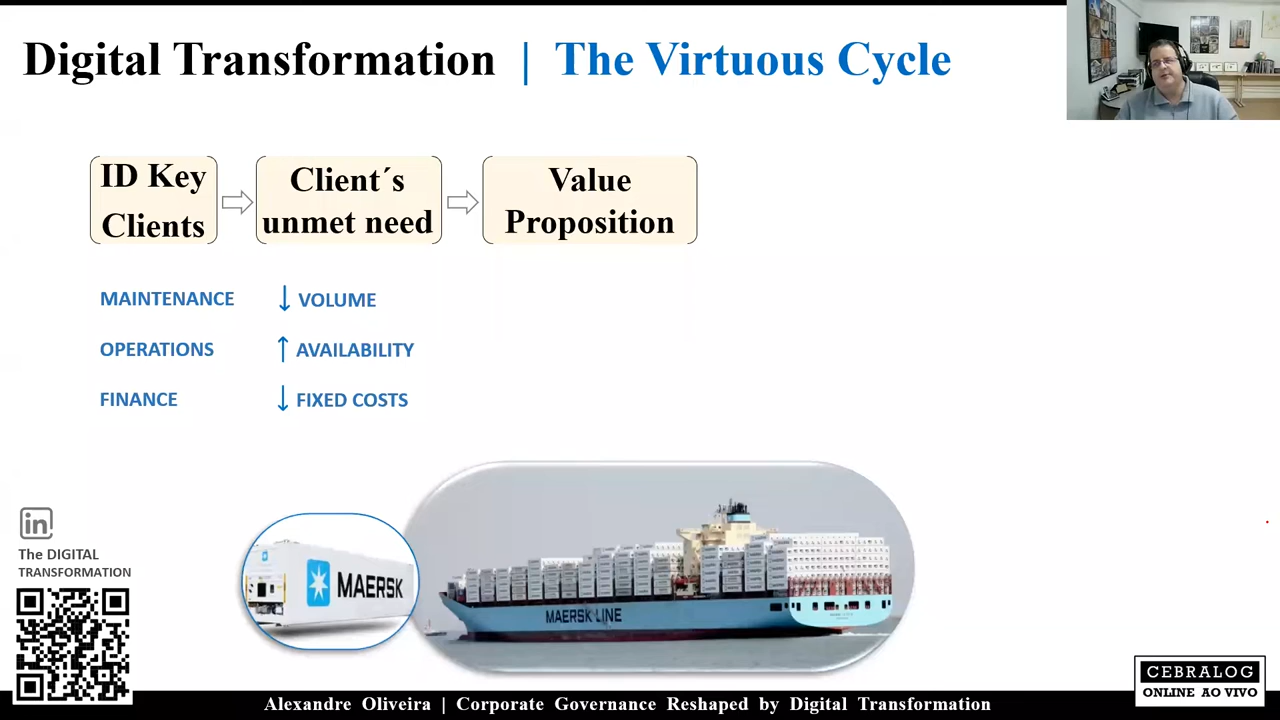 Digital Transformation | The Virtuous Cycle
ID Key
Clients
Client´s
unmet need
Value
Proposition
MAINTENANCE
↓ VOLUME
OPERATIONS
↑ AVAILABILITY
FINANCE
↓ FIXED COSTS
in
The DIGITAL
TRANSFORMATION
MAERSK
MAERSK LINE
CEBRALOG
ONLINE AO VIVO
Alexandre Oliveira | Corporate Governance Reshaped by Digital Transformation